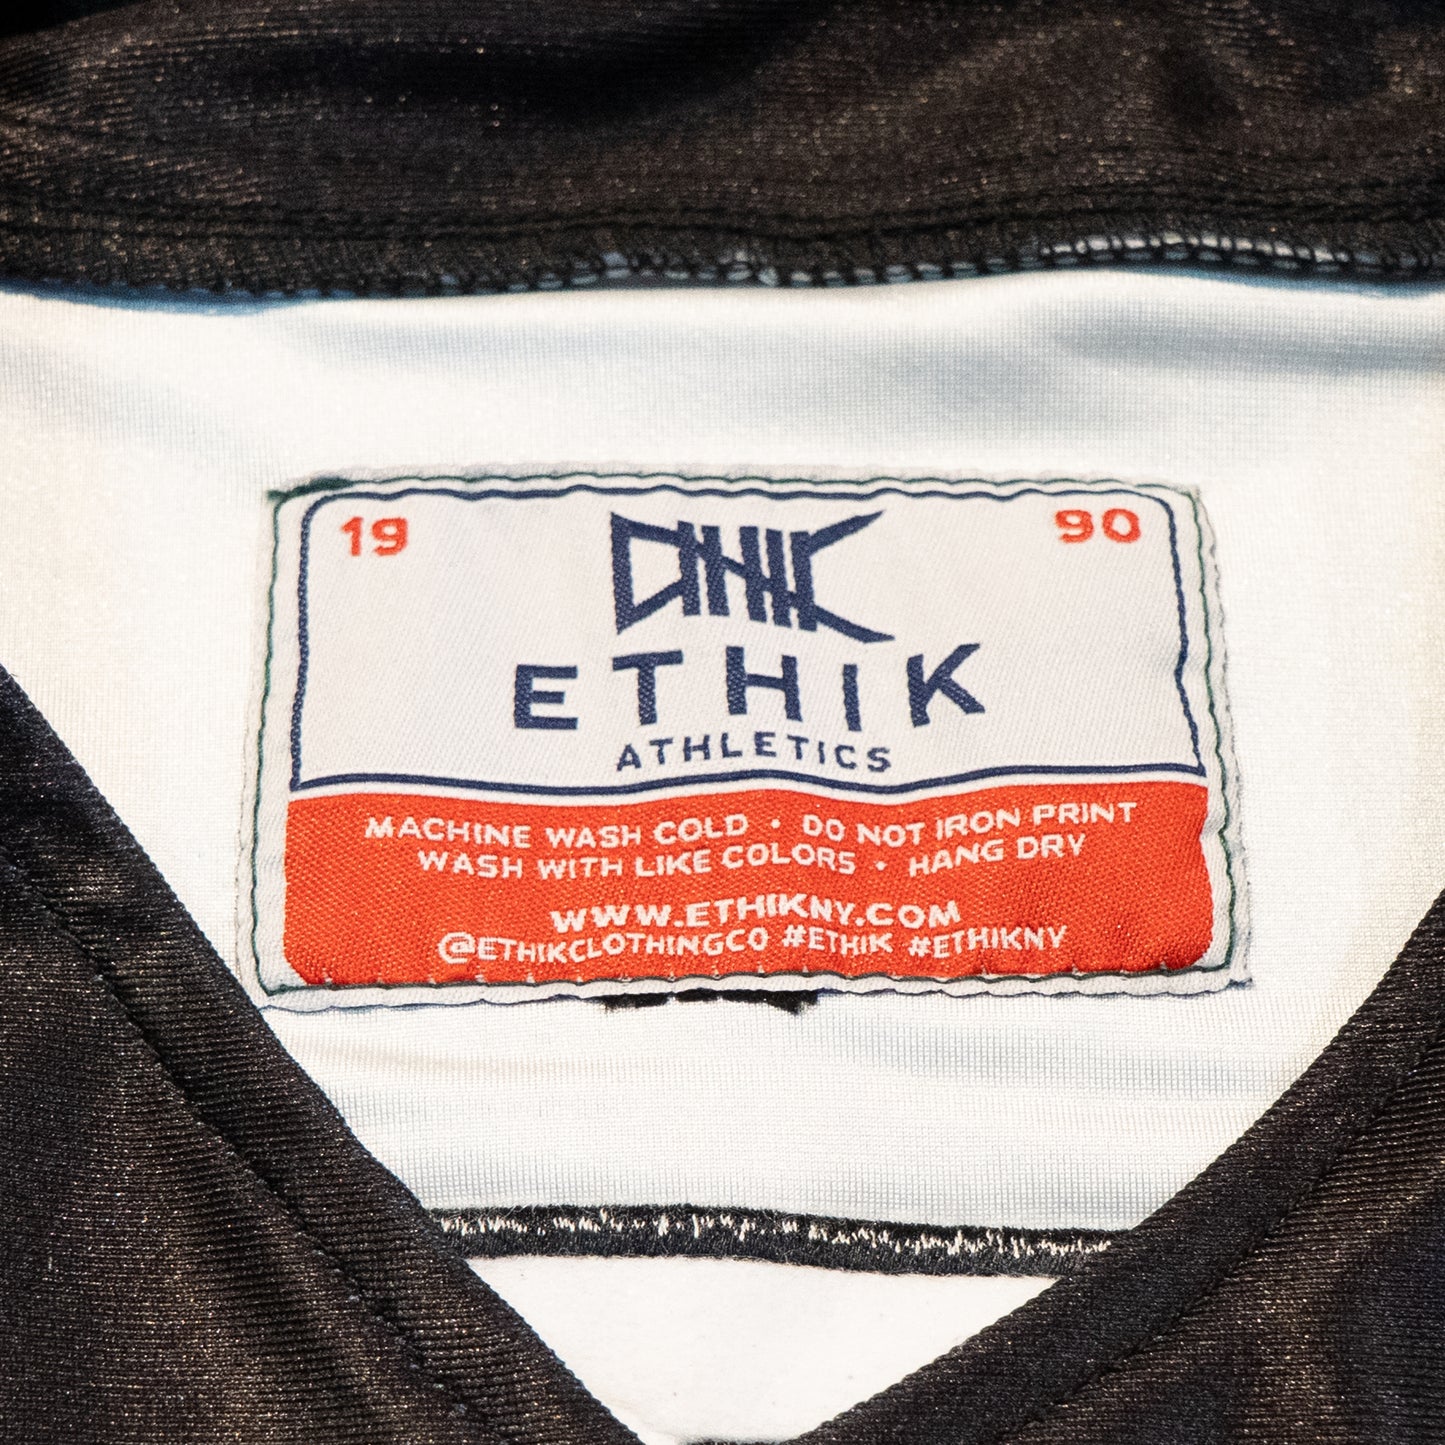 19 90
ETHIK
ETHIK
ATHLETICS
MACHINE WASH COLD • DO NOT IRON PRINT
WASH WITH LIKE COLORS • HANG DRY
WWW.ETHIKNY.COM
@ETHIKCLOTHINGCO #ETHIK #ETHIKNY